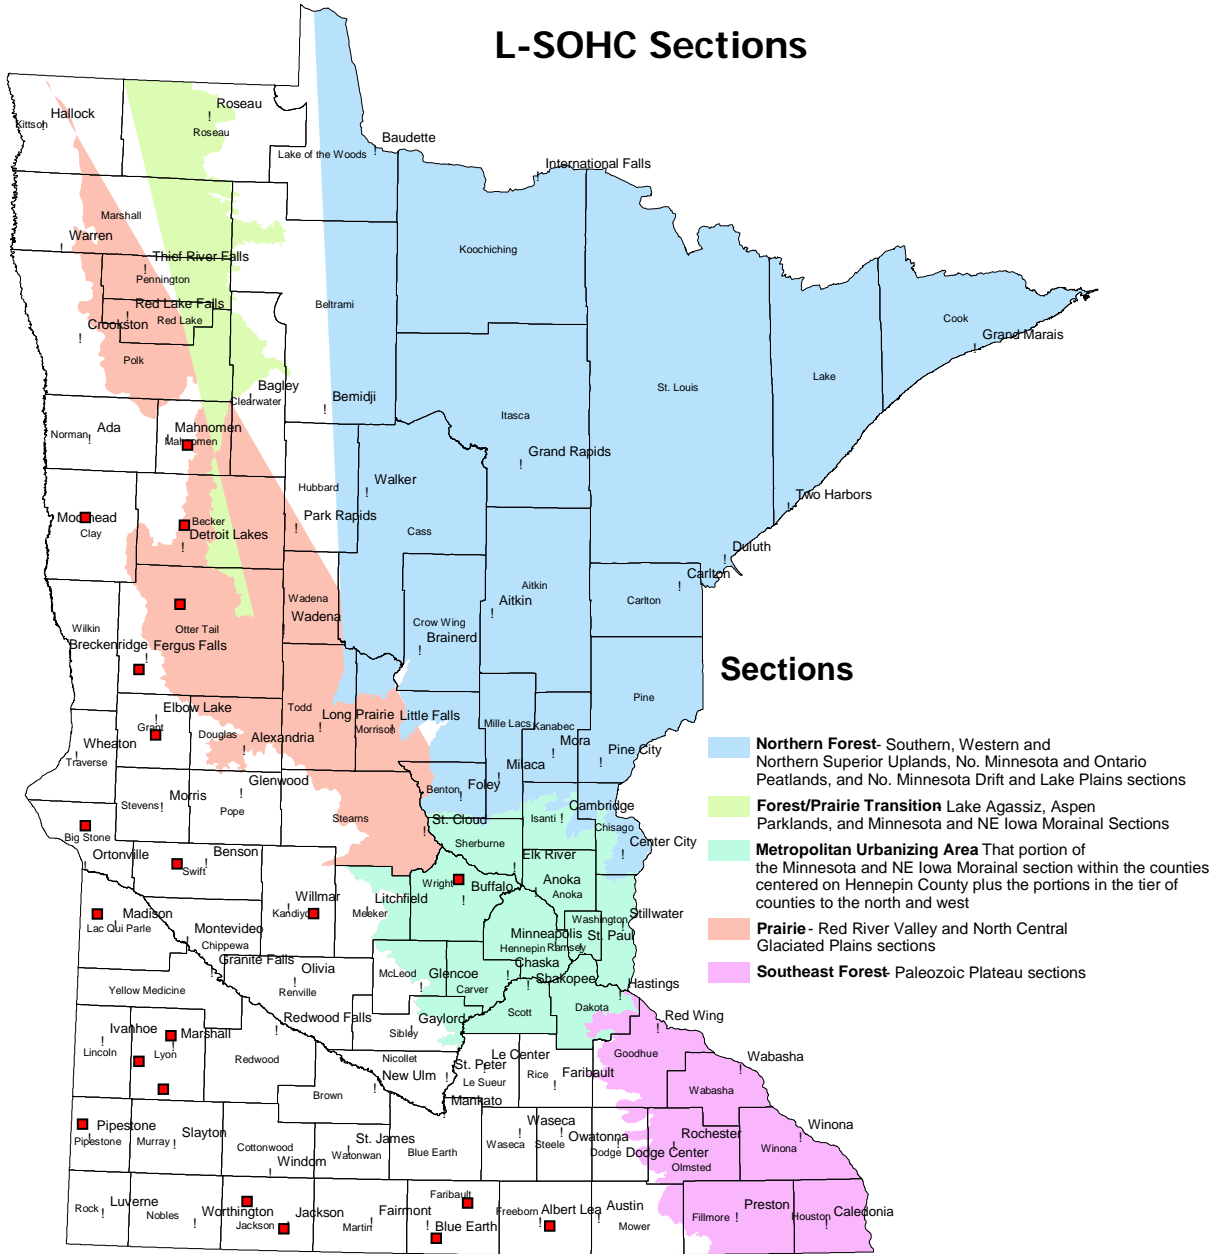 L-SOHC Sections
Hallock
Kittson
Roseau
Roseau
Baudette
Lake of the Woods
International Falls
Marshall
Warren
Koochiching
Thief River Falls
Pennington
Beltrami
Red Lake Falls
Red Lake
Crookston
Polk
Cook
Grand Marais
St. Louis
Lake
Bagley
Clearwater
Bemidji
Itasca
Norman
Ada
Mahnomen
Mahnomen
Grand Rapids
Walker
Hubbard
Park Rapids
Two Harbors
Moorhead
Clay
Becker
Detroit Lakes
Cass
Duluth
Carlton
Carlton
Aitkin
Aitkin
Wadena
Wadena
Wilkin
Otter Tail
Crow Wing
Brainerd
Breckenridge
Fergus Falls
Sections
Pine
Elbow Lake
Grant
Todd
Long Prairie
Little Falls
Morrison
Mille Lacs
Kanabec
Douglas
Alexandria
Wheaton
Traverse
Mora
Pine City
Milaca
Northern Forest- Southern, Western and
Northern Superior Uplands, No. Minnesota and Ontario
Peatlands, and No. Minnesota Drift and Lake Plains sections
Glenwood
Morris
Stevens
Pope
Benton
Foley
Cambridge
Isanti
Chisago
Forest/Prairie Transition Lake Agassiz, Aspen
Parklands, and Minnesota and NE Iowa Morainal Sections
Stearns
St. Cloud
Sherburne
Center City
Big Stone
Ortonville
Benson
Swift
Elk River
Metropolitan Urbanizing Area That portion of
the Minnesota and NE Iowa Morainal section within the counties
centered on Hennepin County plus the portions in the tier of
counties to the north and west
Wright
Buffalo
Anoka
Anoka
Willmar
Kandiyo
Litchfield
Meeker
Madison
Lac Qui Parle
Washington
Stillwater
Montevideo
Chippewa
Minneapolis
Hennepin
Ramsey
St. Paul
Prairie - Red River Valley and North Central
Glaciated Plains sections
Granite Falls
Olivia
Renville
McLeod
Glencoe
Carver
Chaska
Shakopee
Southeast Forest- Paleozoic Plateau sections
Yellow Medicine
Hastings
Dakota
Scott
Gaylord
Sibley
Redwood Falls
Red Wing
Ivanhoe
Lincoln
Marshall
Lyon
Redwood
Nicollet
New Ulm
St. Peter
Le Center
Le Sueur
Rice
Faribault
Goodhue
Wabasha
Wabasha
Brown
Mankato
Pipestone
Pipestone
Murray
Slayton
Cottonwood
Windom
St. James
Watonwan
Blue Earth
Waseca
Waseca
Steele
Owatonna
Dodge
Dodge Center
Rochester
Olmsted
Winona
Winona
Rock
Luverne
Nobles
Worthington
Jackson
Jackson
Martin
Fairmont
Faribault
Blue Earth
Freeborn
Albert Lea
Austin
Mower
Fillmore
Preston
Houston
Caledonia